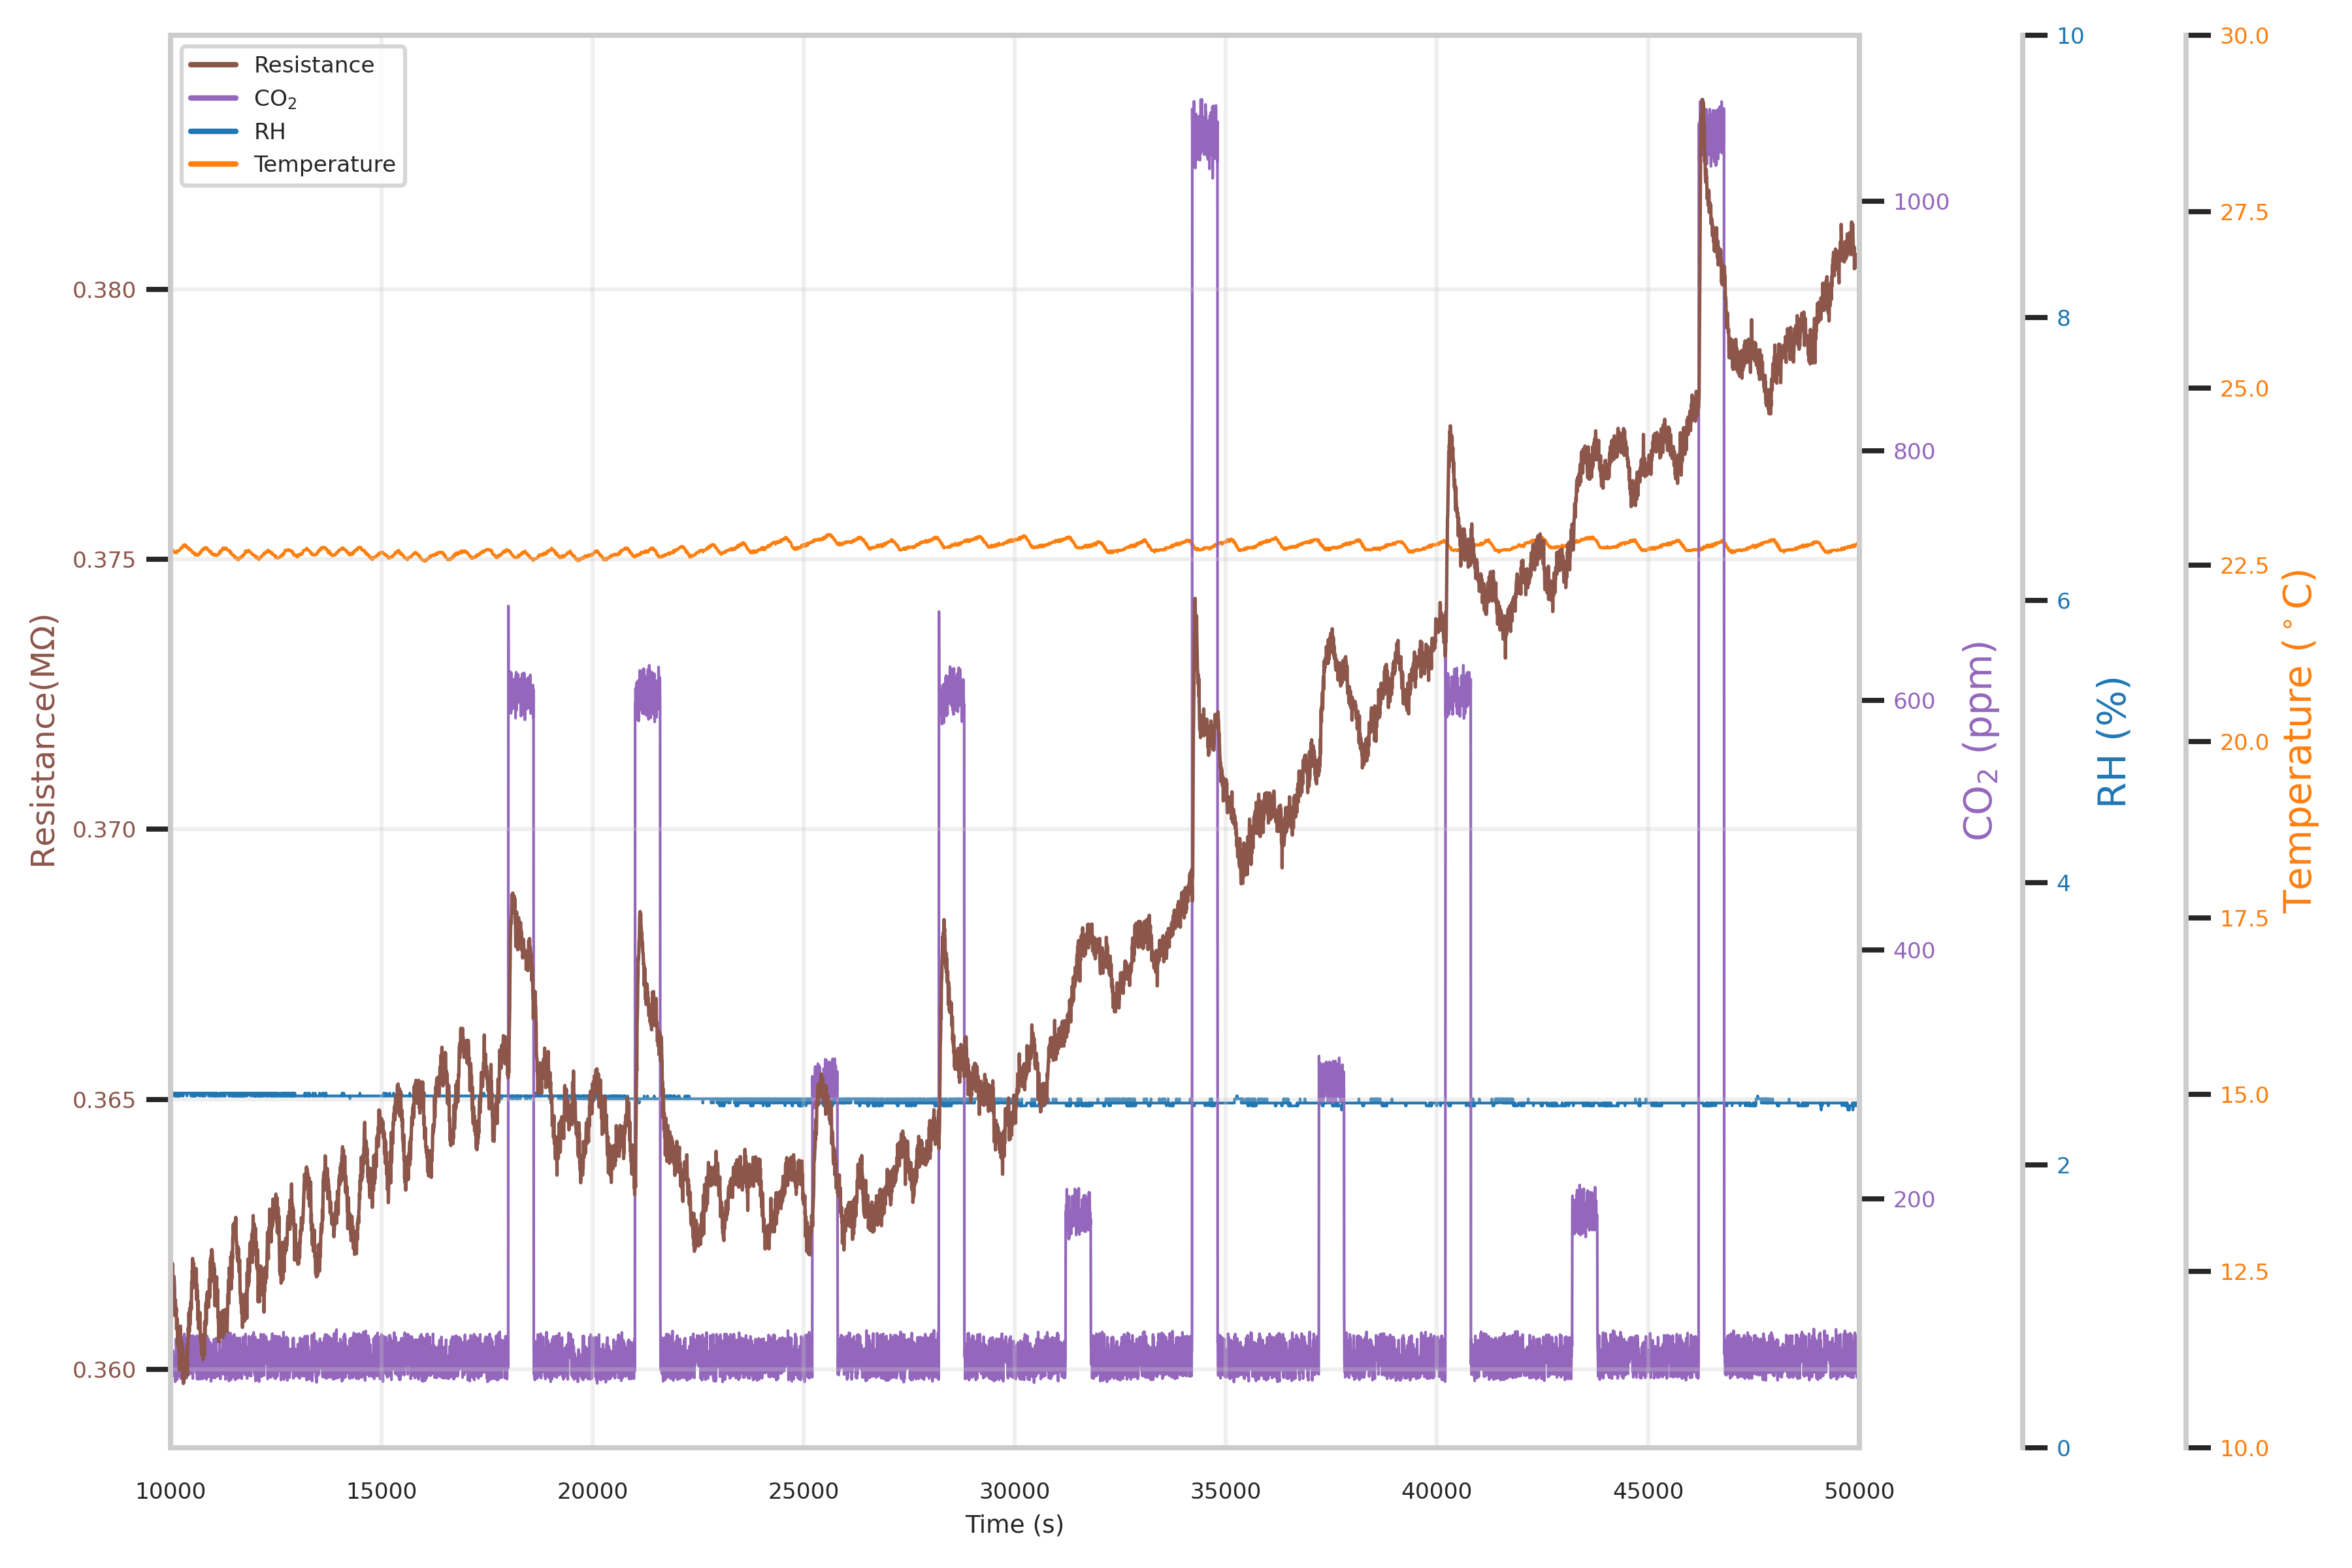 Resistance
CO₂
RH
Temperature
Resistance(MΩ)
0.380
0.375
0.370
0.365
0.360
10000 15000 20000 25000 30000 35000 40000 45000 50000
Time (s)
1000
800
600
400
200
CO₂ (ppm)
10
8
6
4
2
0
RH (%)
30.0
27.5
25.0
22.5
20.0
17.5
15.0
12.5
10.0
Temperature (°C)